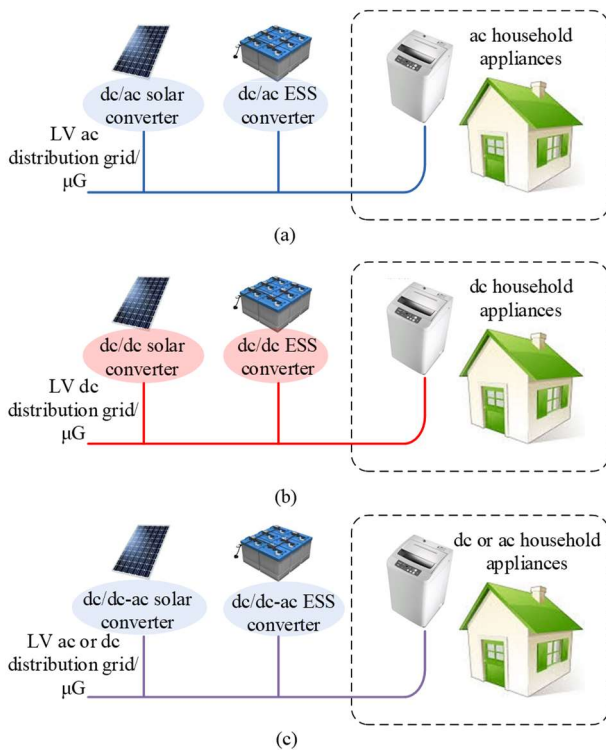 ac household
appliances
dc/ac solar
converter
dc/ac ESS
converter
LV ac
distribution grid/
μG
(a)
dc household
appliances
dc/dc solar
converter
dc/dc ESS
converter
LV dc
distribution grid/
μG
(b)
dc or ac household
appliances
dc/dc-ac solar
converter
dc/dc-ac ESS
converter
LV ac or dc
distribution grid/
μG
(c)